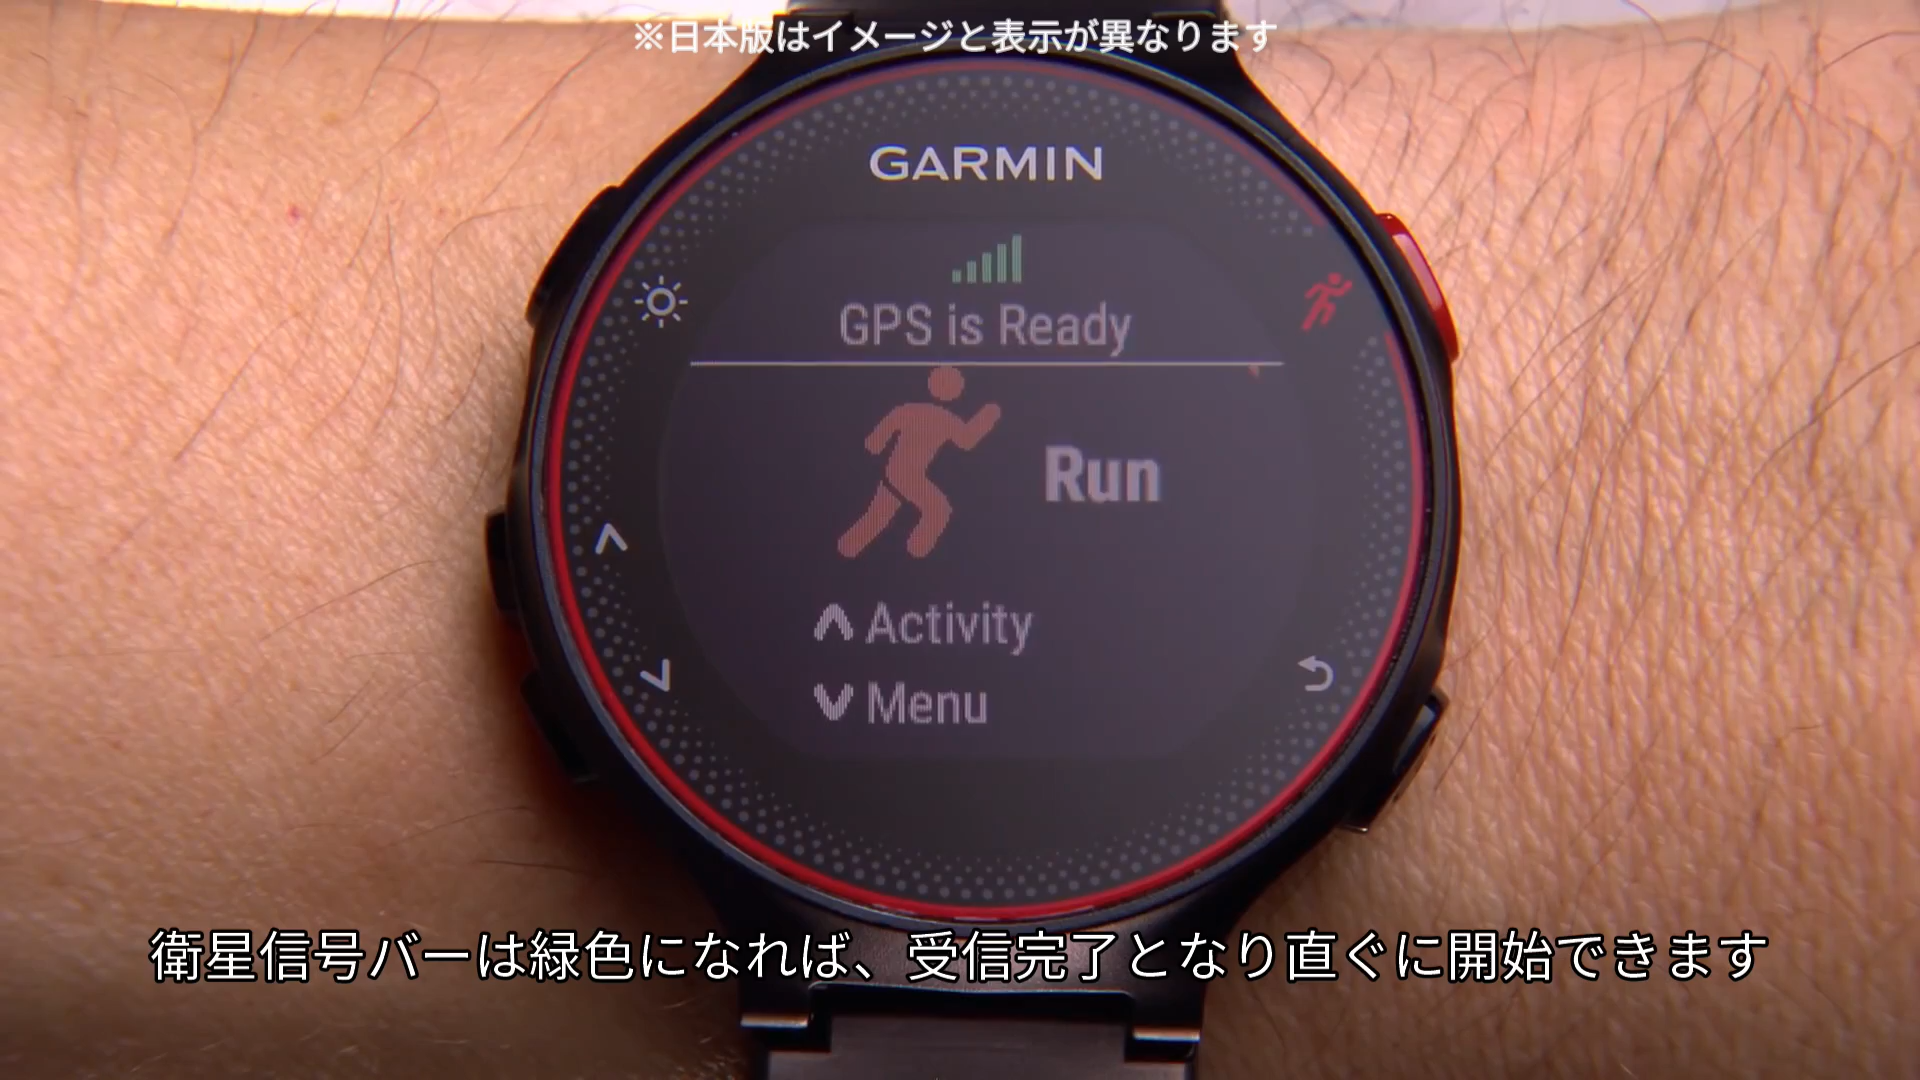 ※日本版はイメージと表示が異なります
GARMIN
GPS is Ready
Run
Activity
Menu
衛星信号バーは緑色になれば、受信完了となり直ぐに開始できます